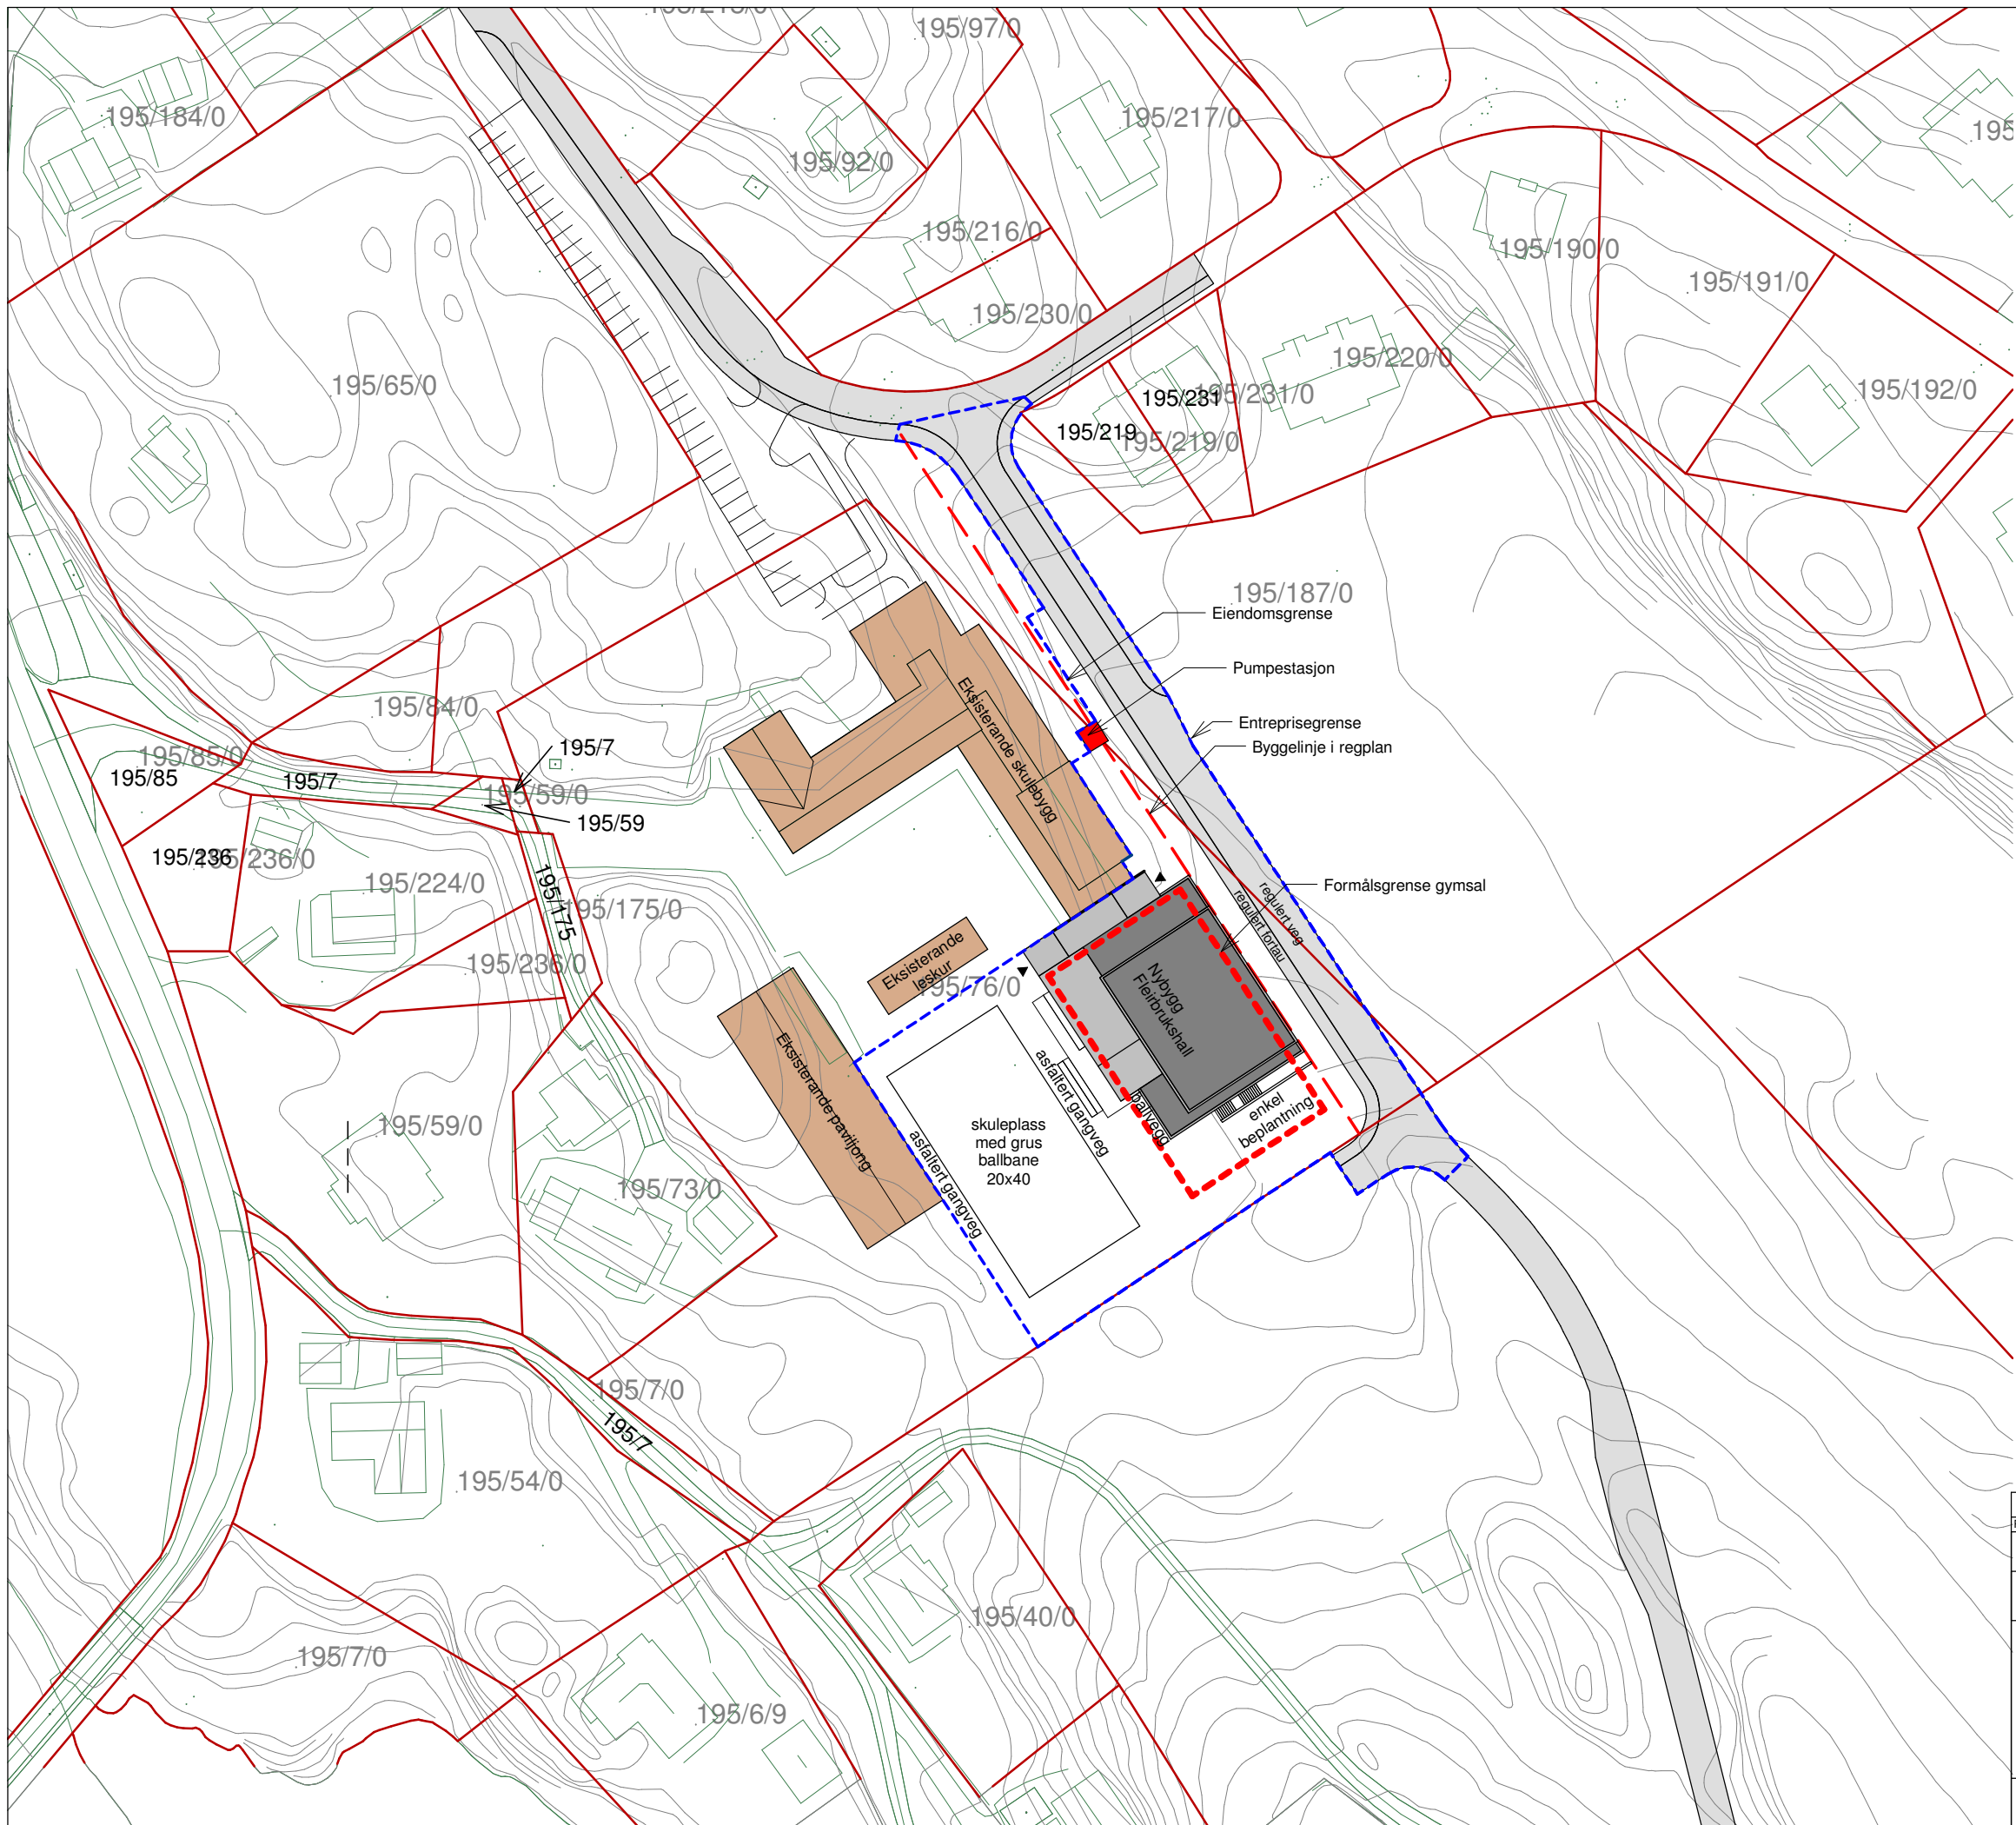 195/97/0
195/184/0
195/217/0
195/92/0
195/216/0
195/190/0
195/191/0
195/230/0
195/220/0
195/65/0
195/231
195/231/0
195/192/0
195/219
195/219/0
195/187/0
Eiendomsgrense
Pumpestasjon
Eksisterande skulebygg
195/84/0
Entreprisegrense
Byggelinje i regplan
195/7
195/85/0
195/85
195/7
195/59/0
195/59
195/236
195/236/0
195/224/0
Formålsgrense gymsal
195/175
195/175/0
regulert veg
regulert fortau
Eksisterande
leskur
195/236/0
195/76/0
Nybygg
Fleirbrukshall
Eksisterande paviljong
asfaltert gangveg
ballvegg
enkel
beplantning
skuleplass
med grus
ballbane
20x40
195/59/0
asfaltert gangveg
195/73/0
195/7/0
195/7
195/54/0
195/40/0
195/7/0
195/6/9